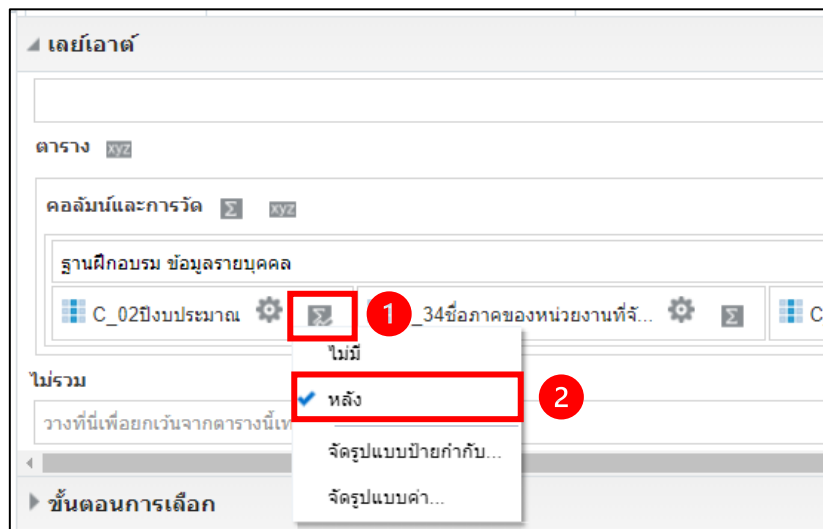 เลย์เอาต์
ตาราง xyz
คอลัมน์และการวัด Σ xyz
ฐานฝึกอบรม ข้อมูลรายบุคคล
C_02ปีงบประมาณ Σ 1 _34ชื่อภาคของหน่วยงานที่จั... Σ C
ไม่มี
หลัง 2
จัดรูปแบบป้ายกำกับ...
จัดรูปแบบค่า...
ไม่รวม
วางที่นี่เพื่อยกเว้นจากตารางนี้เท
ขั้นตอนการเลือก